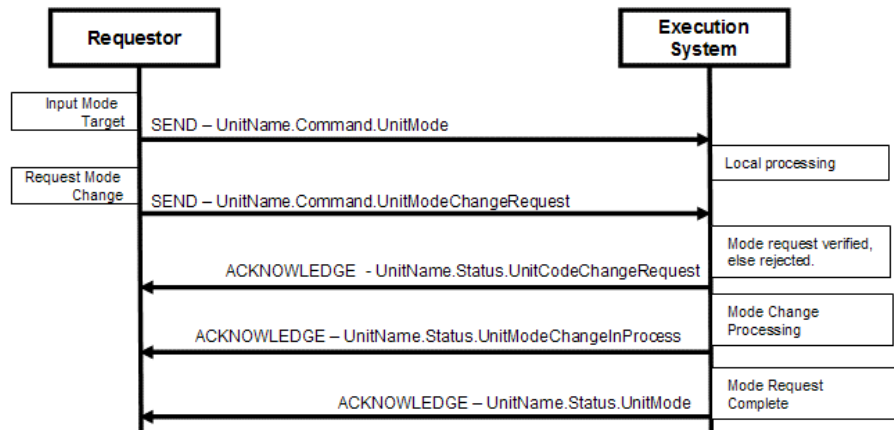 Requestor
Execution
System
Input Mode
Target
SEND – UnitName.Command.UnitMode
Local processing
Request Mode
Change
SEND – UnitName.Command.UnitModeChangeRequest
Mode request verified,
else rejected.
ACKNOWLEDGE - UnitName.Status.UnitCodeChangeRequest
Mode Change
Processing
ACKNOWLEDGE – UnitName.Status.UnitModeChangeInProcess
Mode Request
Complete
ACKNOWLEDGE – UnitName.Status.UnitMode